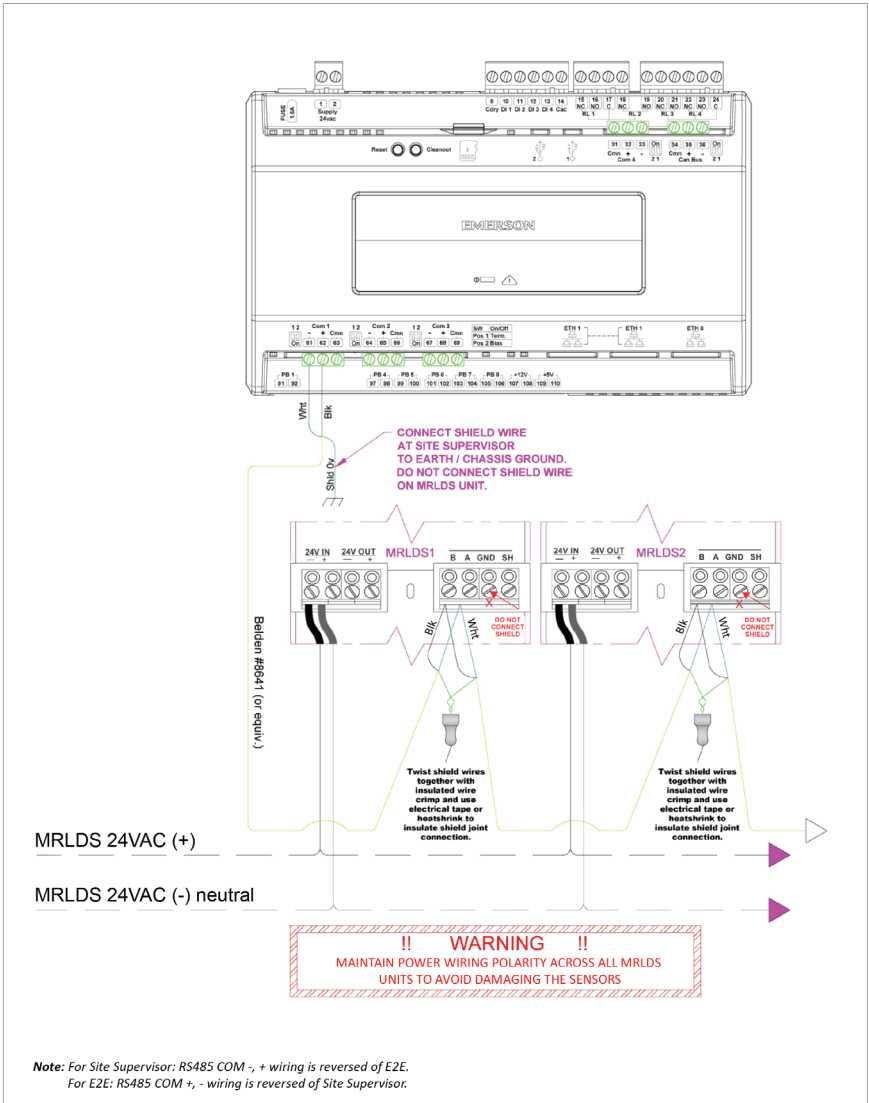 FUSE 1.6A
1 2
Supply
24vac
9 10 11 12 13 14
Cdry DI 1 DI 2 DI 3 DI 4 Cac
15 16 17 18
NC NO C NC
RL 1 RL 2
19 20 21 22 23 24
NO NC NO NC NO C
RL 3 RL 4
Reset
Cleanout
2
1
31 32 33 On
Cmn + - 2 1
Com 4
34 35 36 On
Cmn + - 2 1
Can Bus
EMERSON
1 2 Com 1
- + Cmn
On 61 62 63
1 2 Com 2
- + Cmn
On 64 65 66
1 2 Com 3
- + Cmn
On 67 68 69
SW On/Off
Pos 1 Term.
Pos 2 Bias
ETH 1
ETH 1
ETH 0
PB 1 PB 4 PB 5 PB 6 PB 7 PB 8 +12V +5V
91 92 97 98 99 100 101 102 103 104 105 106 107 108 109 110
Wht
Blk
Shld 0v
CONNECT SHIELD WIRE
AT SITE SUPERVISOR
TO EARTH / CHASSIS GROUND.
DO NOT CONNECT SHIELD WIRE
ON MRLDS UNIT.
24V IN 24V OUT MRLDS1
— + — +
B A GND SH
X
DO NOT
CONNECT
SHIELD
Blk
Wht
24V IN 24V OUT MRLDS2
— + — +
B A GND SH
X
DO NOT
CONNECT
SHIELD
Blk
Wht
Belden #8641 (or equiv.)
Twist shield wires
together with
insulated wire
crimp and use
electrical tape or
heatshrink to
insulate shield joint
connection.
Twist shield wires
together with
insulated wire
crimp and use
electrical tape or
heatshrink to
insulate shield joint
connection.
MRLDS 24VAC (+)
MRLDS 24VAC (-) neutral
!! WARNING !!
MAINTAIN POWER WIRING POLARITY ACROSS ALL MRLDS
UNITS TO AVOID DAMAGING THE SENSORS
Note: For Site Supervisor: RS485 COM -, + wiring is reversed of E2E.
For E2E: RS485 COM +, - wiring is reversed of Site Supervisor.